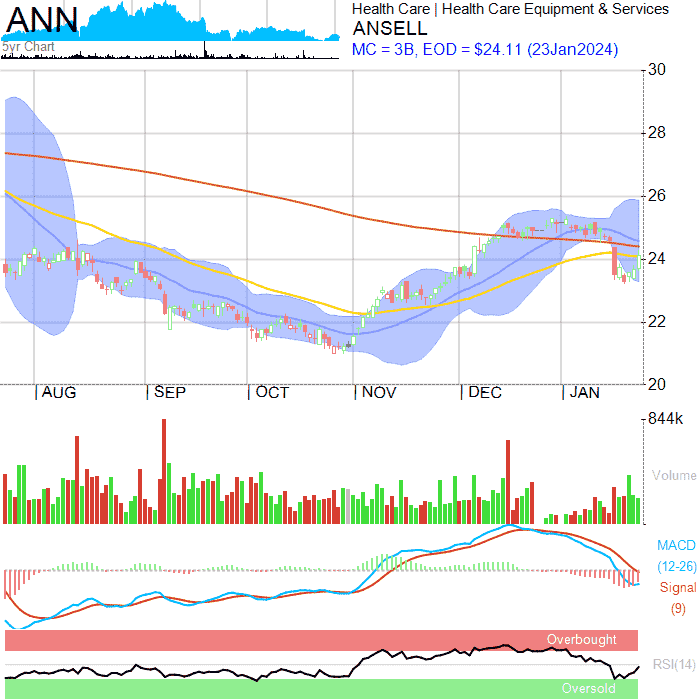 ANN
5yr Chart
Health Care | Health Care Equipment & Services
ANSELL
MC = 3B, EOD = $24.11 (23Jan2024)
30
28
26
24
22
20
| AUG | SEP | OCT | NOV | DEC | JAN
844k
Volume
MACD
(12-26)
Signal
(9)
Overbought
RSI(14)
Oversold